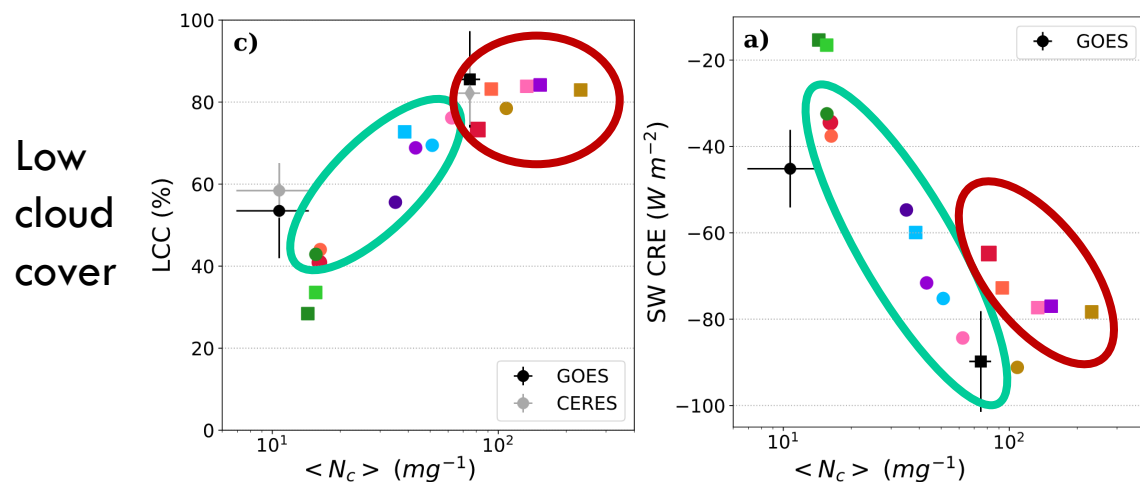 Low
cloud
cover
c)
LCC (%)
100
80
60
40
20
0
GOES
CERES
10¹
10²
< N_c > (mg⁻¹)
a)
SW CRE (W m⁻²)
GOES
−20
−40
−60
−80
−100
10¹
10²
< N_c > (mg⁻¹)